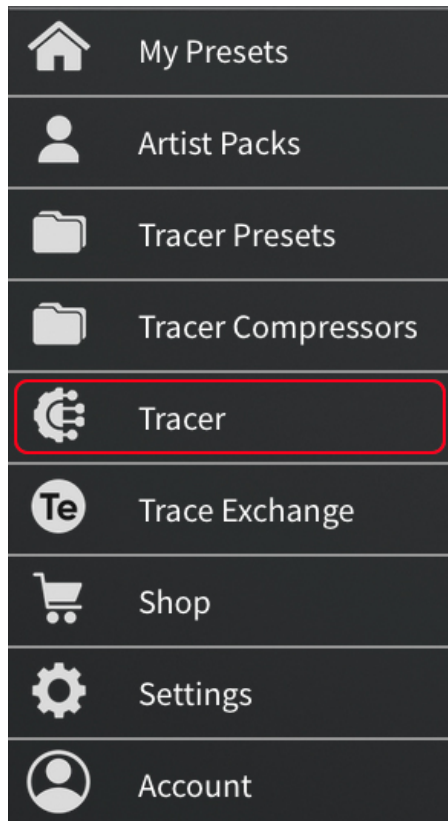 My Presets
Artist Packs
Tracer Presets
Tracer Compressors
Tracer
Te Trace Exchange
Shop
Settings
Account